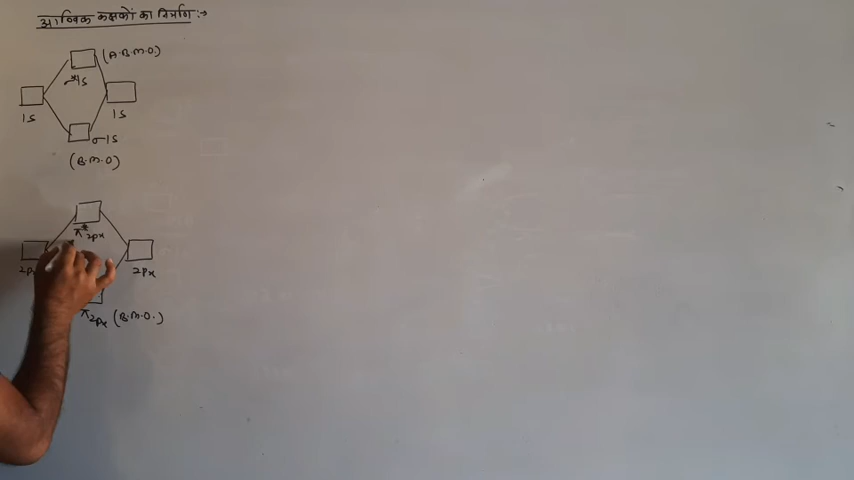 आण्विक कक्षकों का निर्माण :→
(A.B.M.O)
σ*1s
1s
1s
σ1s
(B.M.O)
π*2px
2px
2px
π2px (B.M.O.)